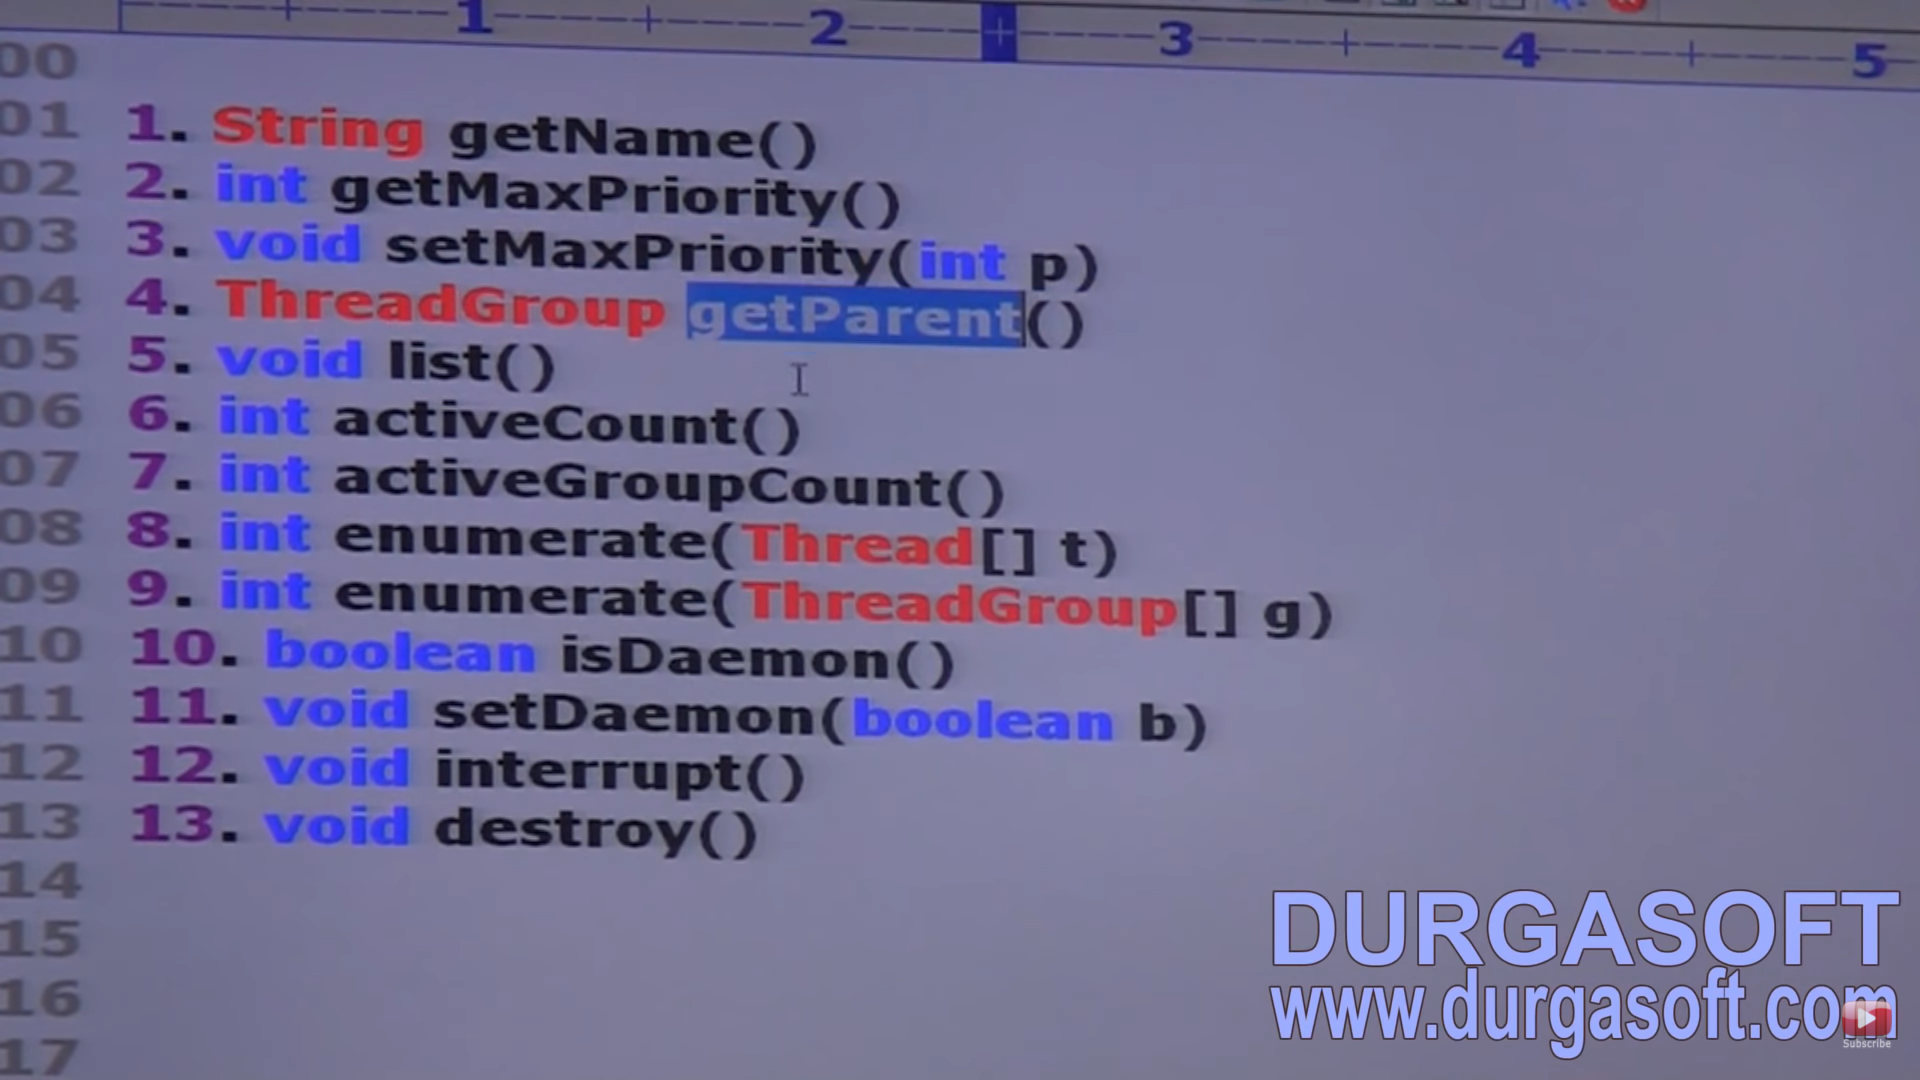 1 2 3 4 5
00
01 1. String getName()
02 2. int getMaxPriority()
03 3. void setMaxPriority(int p)
04 4. ThreadGroup getParent()
05 5. void list()
06 6. int activeCount()
07 7. int activeGroupCount()
08 8. int enumerate(Thread[] t)
09 9. int enumerate(ThreadGroup[] g)
10 10. boolean isDaemon()
11 11. void setDaemon(boolean b)
12 12. void interrupt()
13 13. void destroy()
14
15
16
17
DURGASOFT
www.durgasoft.com
Subscribe